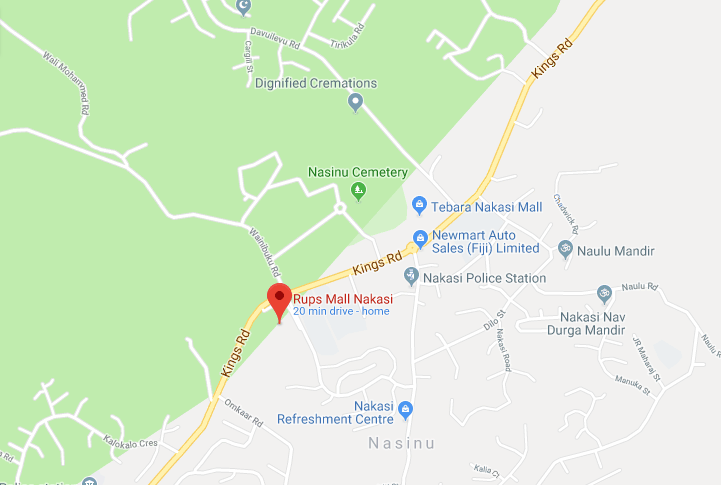 Davuilevu Rd
Tirikula Rd
Cargill St
Kings Rd
Wali Mohammed Rd
Dignified Cremations
Nasinu Cemetery
Tebara Nakasi Mall
Chadwick Rd
Wainibuku Rd
Newmart Auto
Sales (Fiji) Limited
Naulu Mandir
Kings Rd
Nakasi Police Station
Rups Mall Nakasi
20 min drive - home
Naulu Rd
Nakasi Nav
Durga Mandir
Dilo St
Nakasi Road
Naulu R
JR Maharaj St
Kings Rd
Manuka St
Omkaar Rd
Nakasi
Refreshment Centre
Kalokalo Cres
Nasinu
Kalia Ct